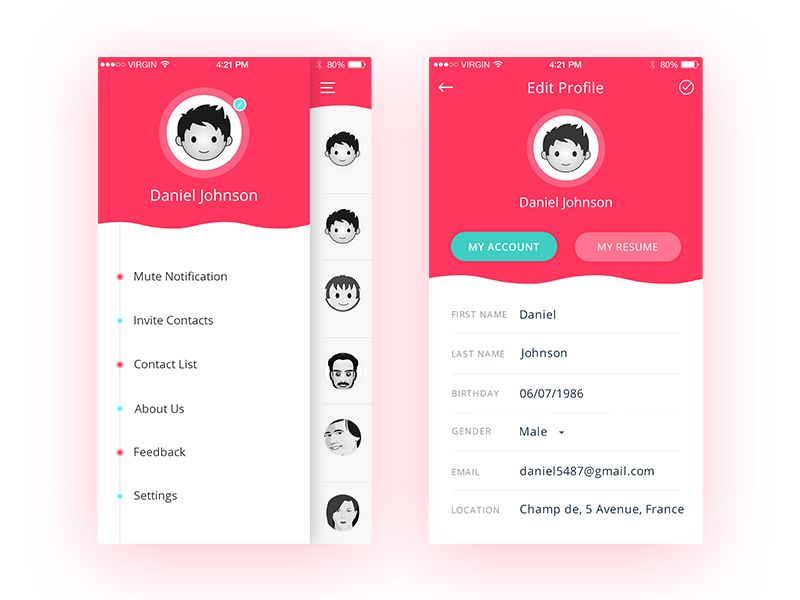 VIRGIN 4:21 PM 80%
Daniel Johnson
Mute Notification
Invite Contacts
Contact List
About Us
Feedback
Settings
VIRGIN 4:21 PM 80%
Edit Profile
Daniel Johnson
MY ACCOUNT MY RESUME
FIRST NAME Daniel
LAST NAME Johnson
BIRTHDAY 06/07/1986
GENDER Male
EMAIL daniel5487@gmail.com
LOCATION Champ de, 5 Avenue, France